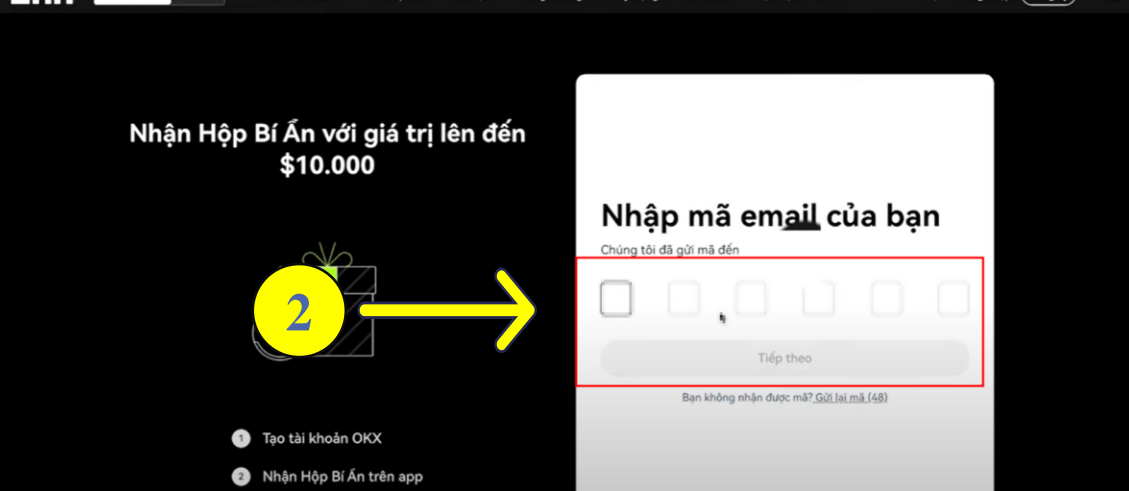 Nhận Hộp Bí Ẩn với giá trị lên đến
$10.000
2
1 Tạo tài khoản OKX
2 Nhận Hộp Bí Ẩn trên app
Nhập mã email của bạn
Chúng tôi đã gửi mã đến
Tiếp theo
Bạn không nhận được mã? Gửi lại mã (48)